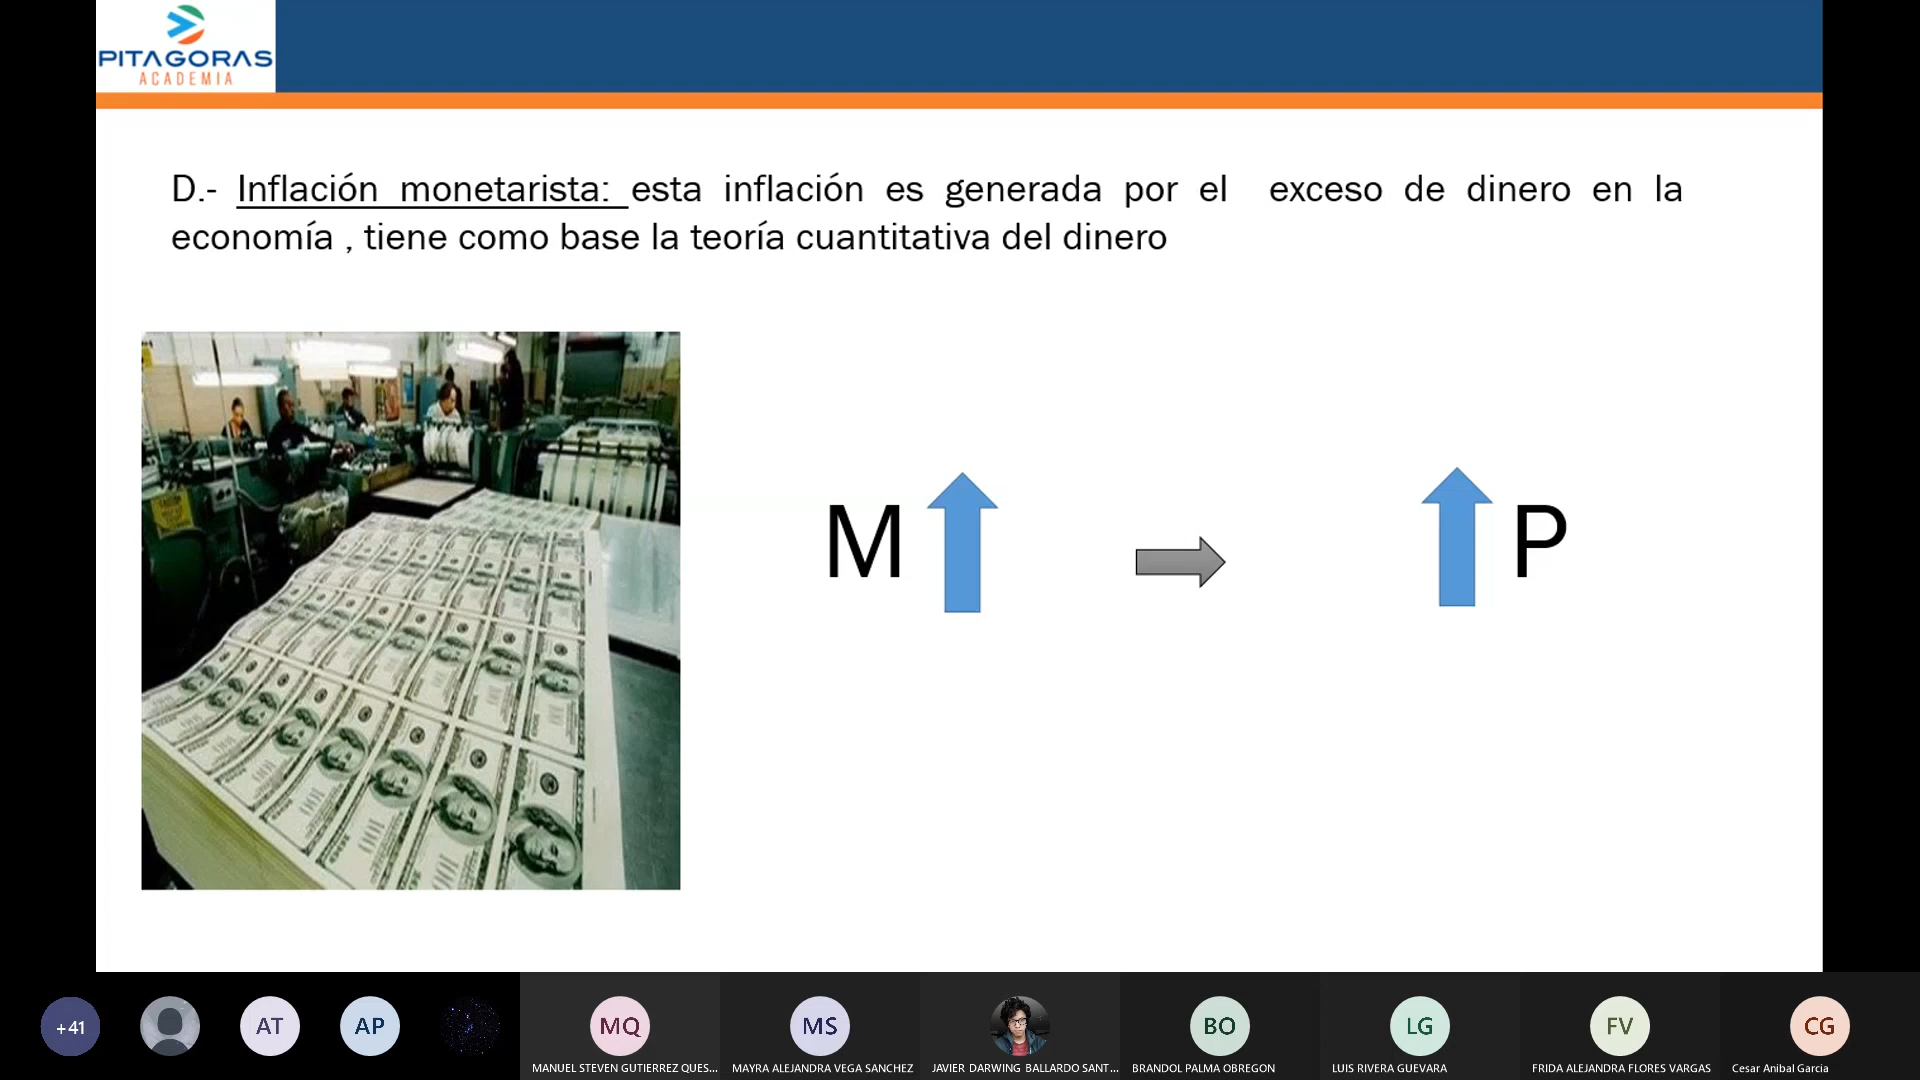 PITAGORAS
ACADEMIA
D.- Inflación monetarista: esta inflación es generada por el exceso de dinero en la
economía , tiene como base la teoría cuantitativa del dinero
M
P
+41
AT
AP
MQ
MANUEL STEVEN GUTIERREZ QUES...
MS
MAYRA ALEJANDRA VEGA SANCHEZ
JAVIER DARWING BALLARDO SANT...
BO
BRANDOL PALMA OBREGON
LG
LUIS RIVERA GUEVARA
FV
FRIDA ALEJANDRA FLORES VARGAS
CG
Cesar Anibal Garcia